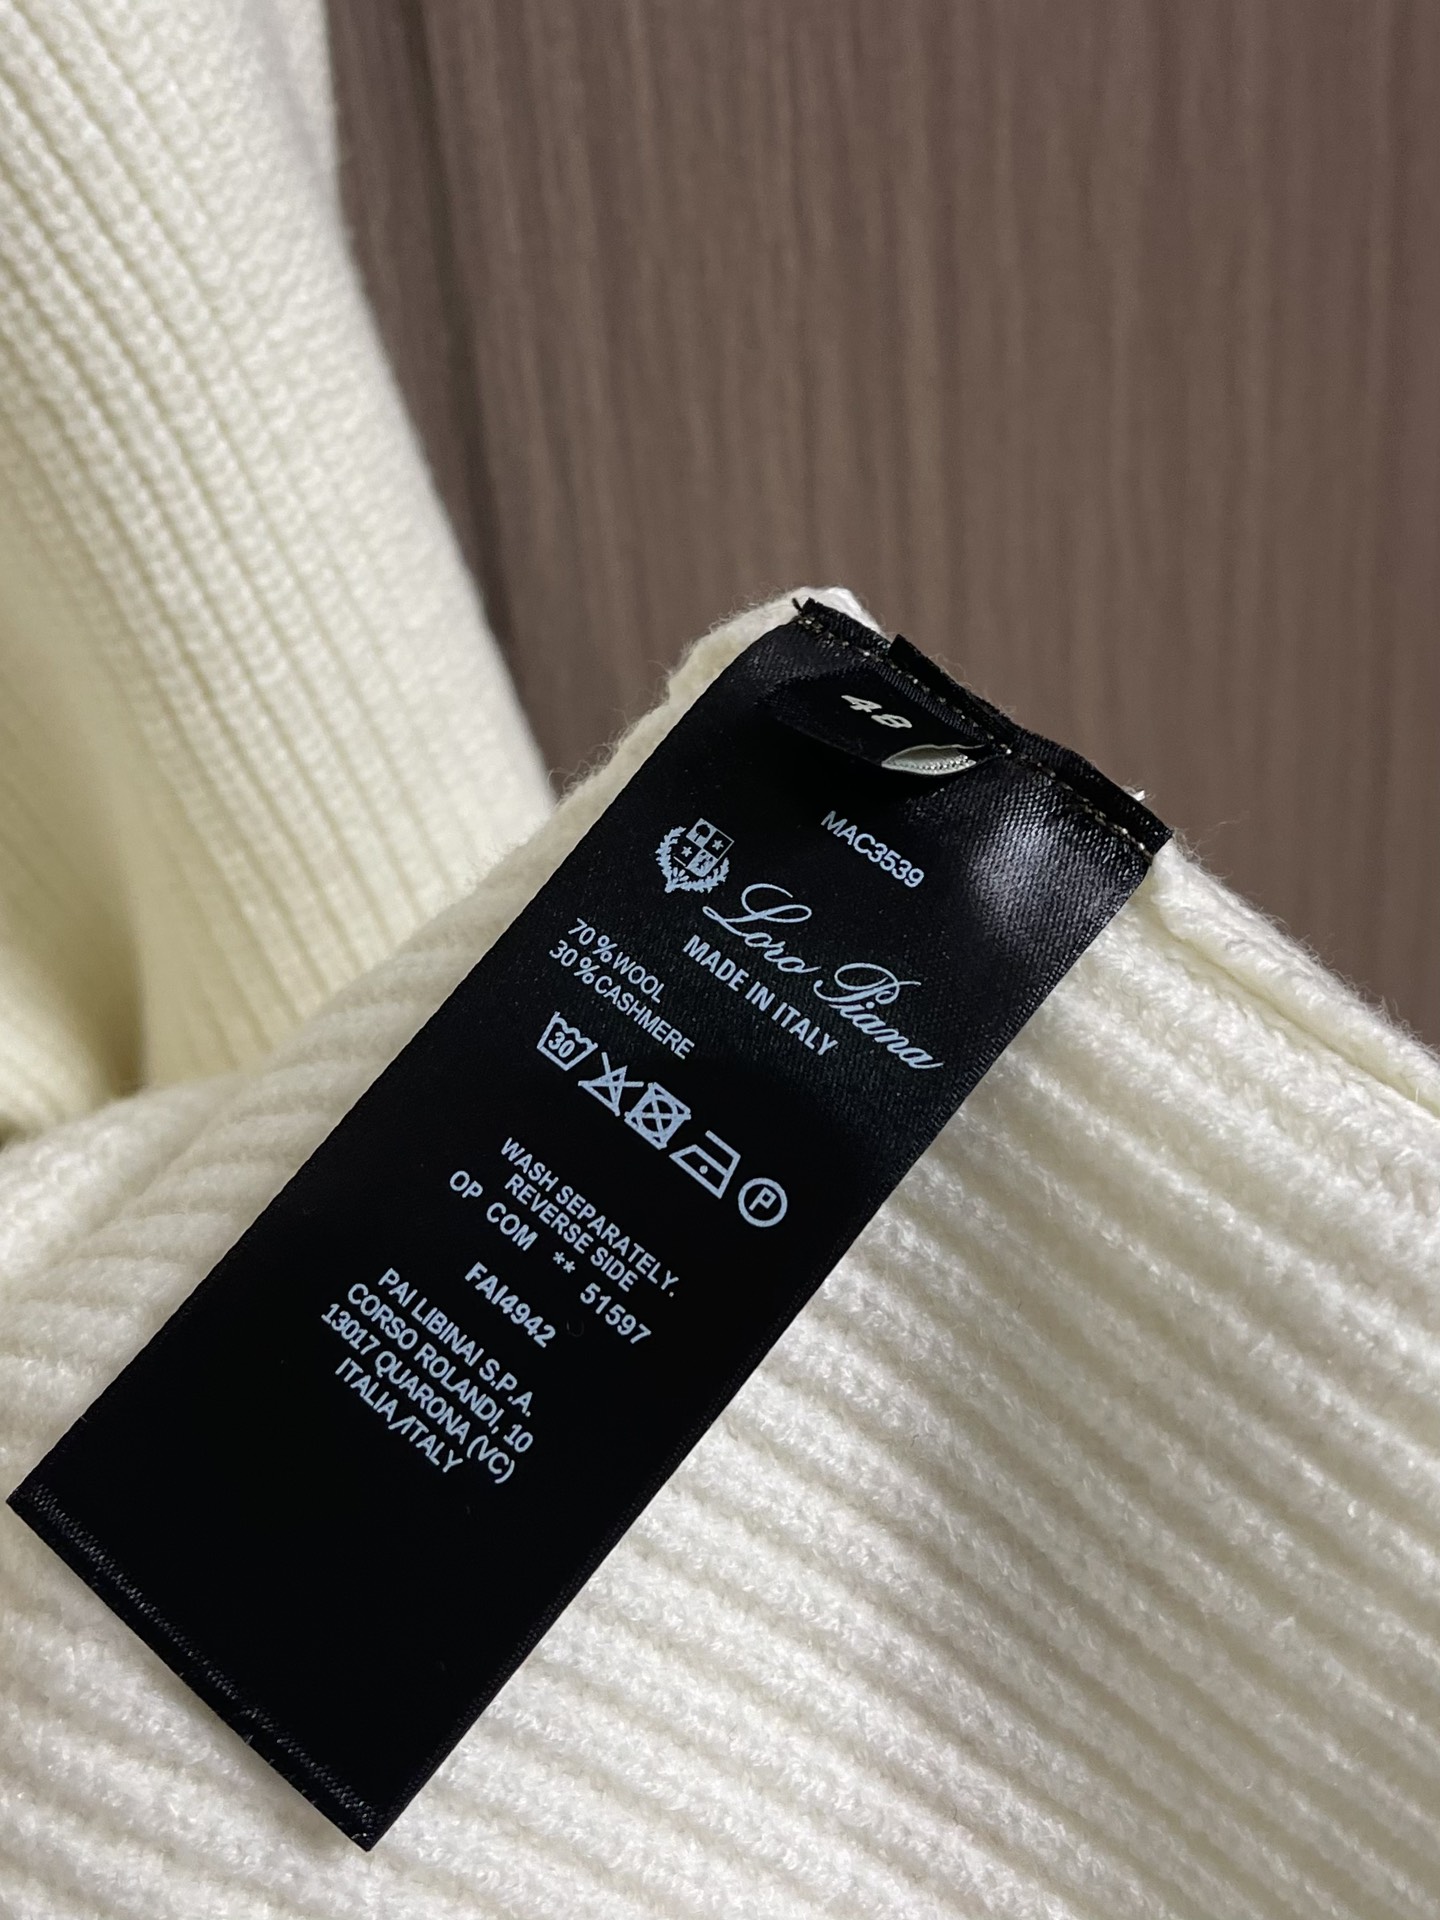 48
MAC3539
Loro Piana
MADE IN ITALY
70%WOOL
30%CASHMERE
30
P
WASH SEPARATELY.
REVERSE SIDE
OP COM ** 51597
FAI4942
PAI LIBINAI S.P.A.
CORSO ROLANDI, 10
13017 QUARONA (VC)
ITALIA/ITALY